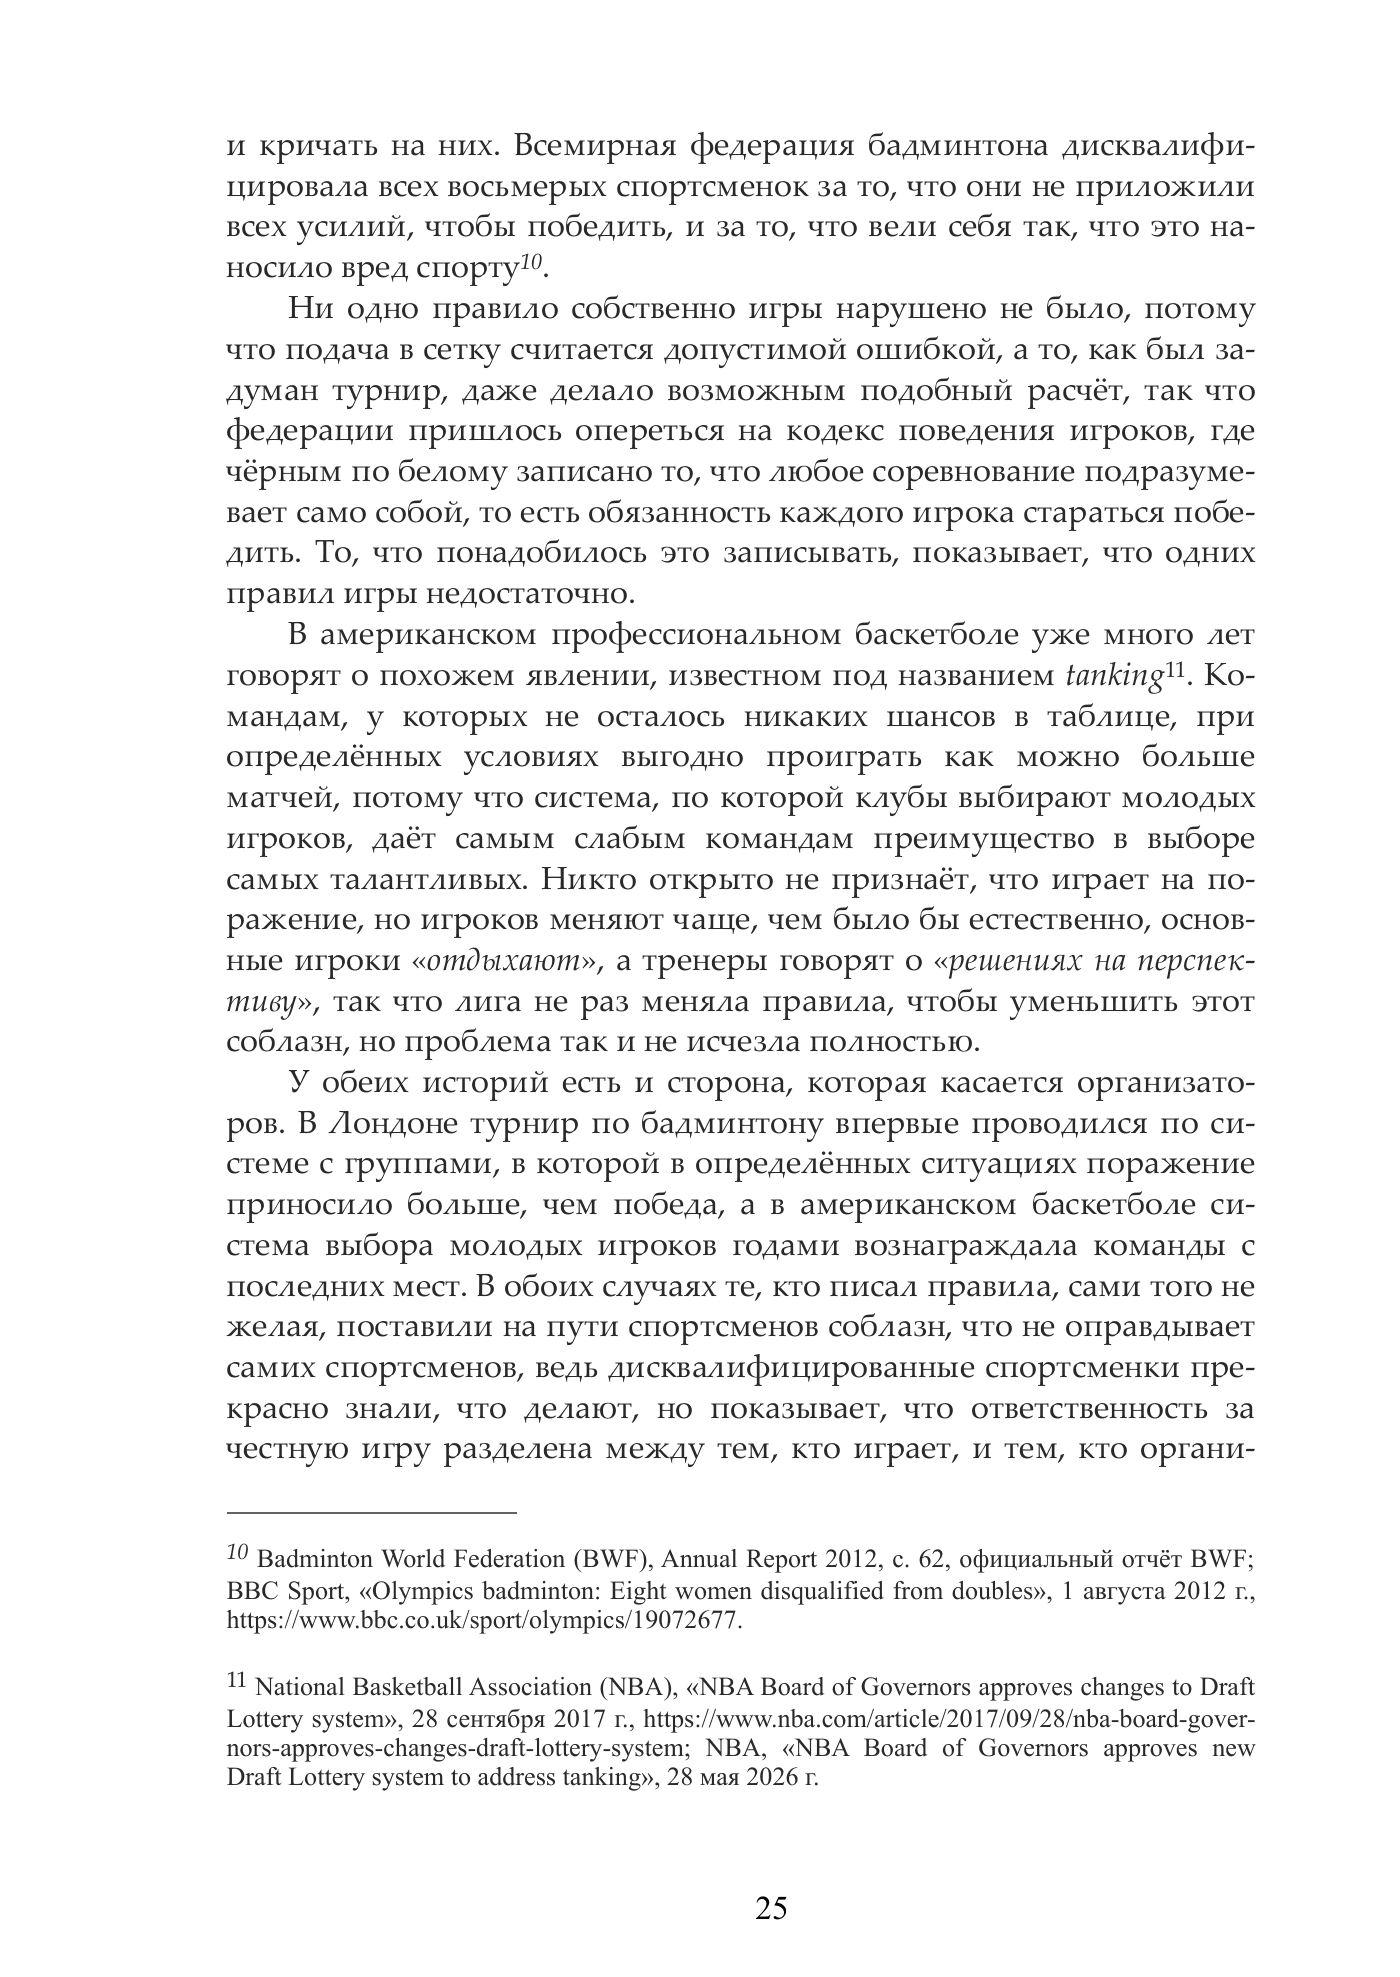 и кричать на них. Всемирная федерация бадминтона дисквалифи-
цировала всех восьмерых спортсменок за то, что они не приложили
всех усилий, чтобы победить, и за то, что вели себя так, что это на-
носило вред спорту10.
Ни одно правило собственно игры нарушено не было, потому
что подача в сетку считается допустимой ошибкой, а то, как был за-
думан турнир, даже делало возможным подобный расчёт, так что
федерации пришлось опереться на кодекс поведения игроков, где
чёрным по белому записано то, что любое соревнование подразуме-
вает само собой, то есть обязанность каждого игрока стараться побе-
дить. То, что понадобилось это записывать, показывает, что одних
правил игры недостаточно.
В американском профессиональном баскетболе уже много лет
говорят о похожем явлении, известном под названием tanking11. Ко-
мандам, у которых не осталось никаких шансов в таблице, при
определённых условиях выгодно проиграть как можно больше
матчей, потому что система, по которой клубы выбирают молодых
игроков, даёт самым слабым командам преимущество в выборе
самых талантливых. Никто открыто не признаёт, что играет на по-
ражение, но игроков меняют чаще, чем было бы естественно, основ-
ные игроки «отдыхают», а тренеры говорят о «решениях на перспек-
тиву», так что лига не раз меняла правила, чтобы уменьшить этот
соблазн, но проблема так и не исчезла полностью.
У обеих историй есть и сторона, которая касается организато-
ров. В Лондоне турнир по бадминтону впервые проводился по си-
стеме с группами, в которой в определённых ситуациях поражение
приносило больше, чем победа, а в американском баскетболе си-
стема выбора молодых игроков годами вознаграждала команды с
последних мест. В обоих случаях те, кто писал правила, сами того не
желая, поставили на пути спортсменов соблазн, что не оправдывает
самих спортсменов, ведь дисквалифицированные спортсменки пре-
красно знали, что делают, но показывает, что ответственность за
честную игру разделена между тем, кто играет, и тем, кто органи-
10 Badminton World Federation (BWF), Annual Report 2012, с. 62, официальный отчёт BWF;
BBC Sport, «Olympics badminton: Eight women disqualified from doubles», 1 августа 2012 г.,
https://www.bbc.co.uk/sport/olympics/19072677.
11 National Basketball Association (NBA), «NBA Board of Governors approves changes to Draft
Lottery system», 28 сентября 2017 г., https://www.nba.com/article/2017/09/28/nba-board-gover-
nors-approves-changes-draft-lottery-system; NBA, «NBA Board of Governors approves new
Draft Lottery system to address tanking», 28 мая 2026 г.
25